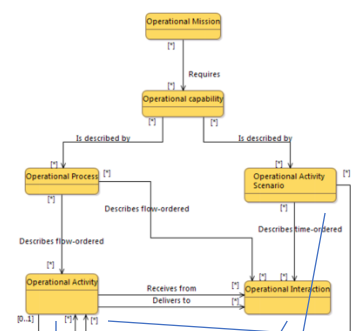 Operational Mission
[*]
Requires
[*]
Operational capability
[*]
[*]
Is described by
Is described by
[*]
[*]
Operational Process
[*]
Operational Activity
Scenario
[*]
[*]
[*]
Describes flow-ordered
Describes time-ordered
Describes flow-ordered
[*]
[*]
[*]
Operational Activity
Receives from
[*]
Operational Interaction
Delivers to
[*]
[0..1]
[*]
[*]